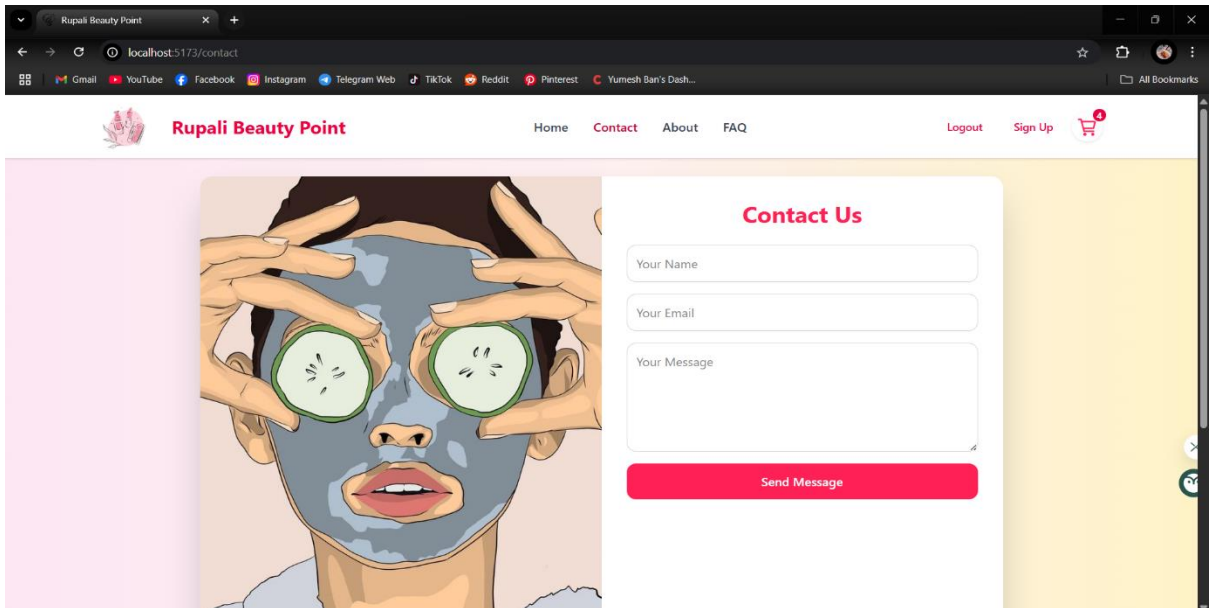 Rupali Beauty Point
localhost:5173/contact
Gmail YouTube Facebook Instagram Telegram Web TikTok Reddit Pinterest Yumesh Ban's Dash... All Bookmarks
Rupali Beauty Point Home Contact About FAQ Logout Sign Up 4
Contact Us
Your Name
Your Email
Your Message
Send Message